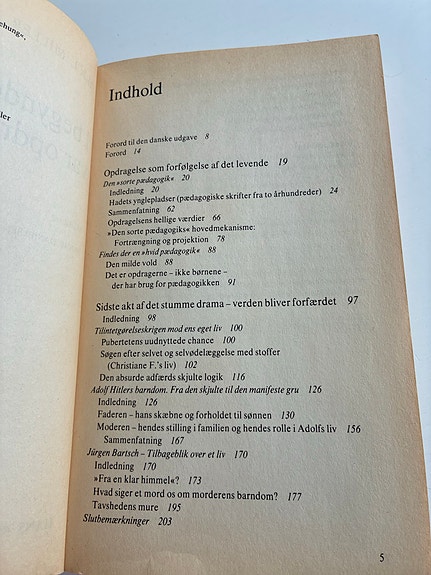 ehung".
ler
Indhold
Forord til den danske udgave 8
Forord 14
Opdragelse som forfølgelse af det levende 19
Den »sorte pædagogik« 20
Indledning 20
Hadets ynglepladser (pædagogiske skrifter fra to århundreder) 24
Sammenfatning 62
Opdragelsens hellige værdier 66
»Den sorte pædagogiks« hovedmekanisme:
Fortrængning og projektion 78
Findes der en »hvid pædagogik« 88
Den milde vold 88
Det er opdragerne – ikke børnene –
der har brug for pædagogikken 91
Sidste akt af det stumme drama – verden bliver forfærdet 97
Indledning 98
Tilintetgørelseskrigen mod ens eget liv 100
Pubertetens uudnyttede chance 100
Søgen efter selvet og selvødelæggelse med stoffer
(Christiane F.'s liv) 102
Den absurde adfærds skjulte logik 116
Adolf Hitlers barndom. Fra den skjulte til den manifeste gru 126
Indledning 126
Faderen – hans skæbne og forholdet til sønnen 130
Moderen – hendes stilling i familien og hendes rolle i Adolfs liv 156
Sammenfatning 167
Jürgen Bartsch – Tilbageblik over et liv 170
Indledning 170
»Fra en klar himmel«? 173
Hvad siger et mord os om morderens barndom? 177
Tavshedens mure 195
Slutbemærkninger 203
5